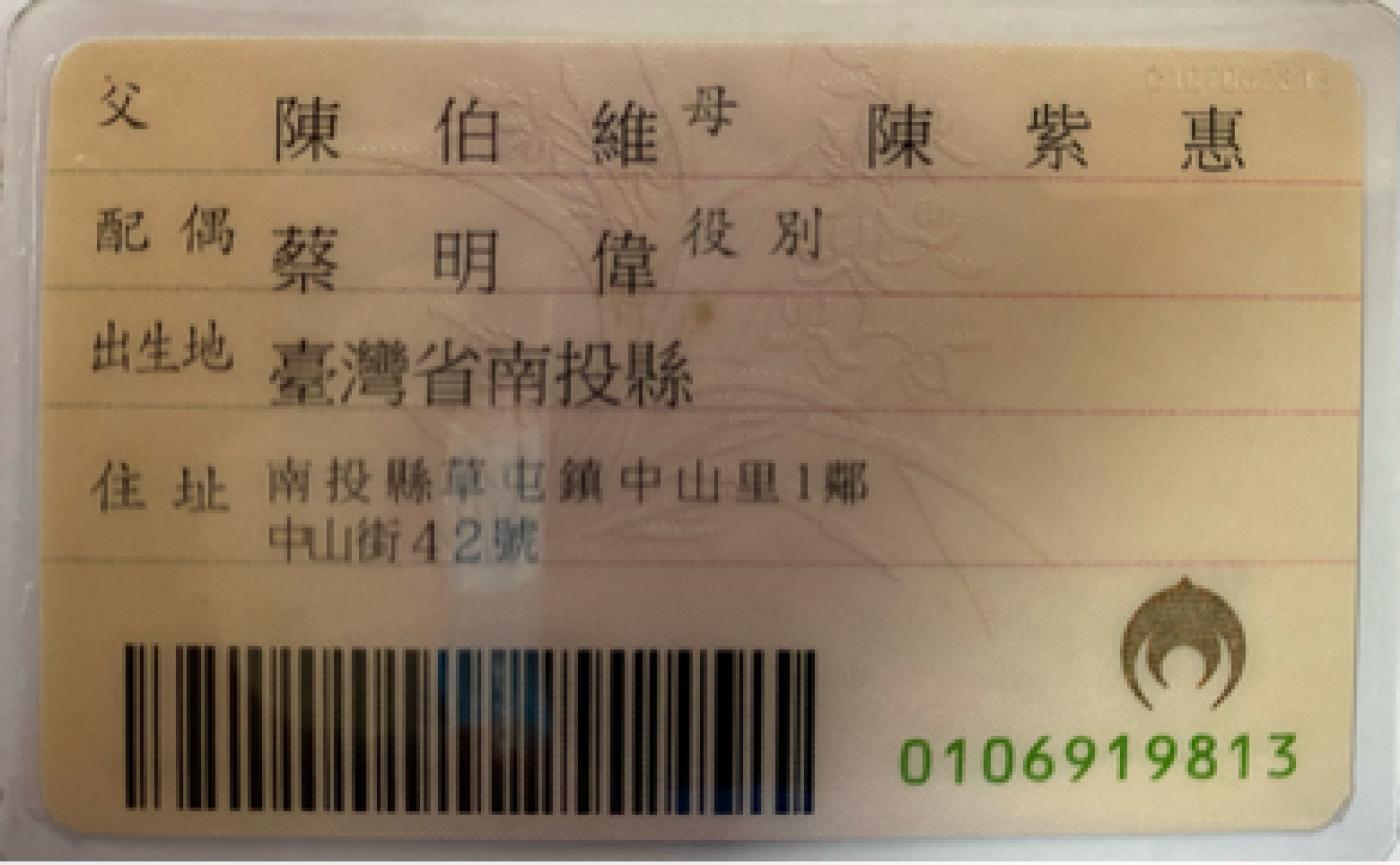 父 陳伯維 母 陳紫惠
配偶 蔡明偉 役別
出生地 臺灣省南投縣
住址 南投縣草屯鎮中山里1鄰
中山街42號
0106919813